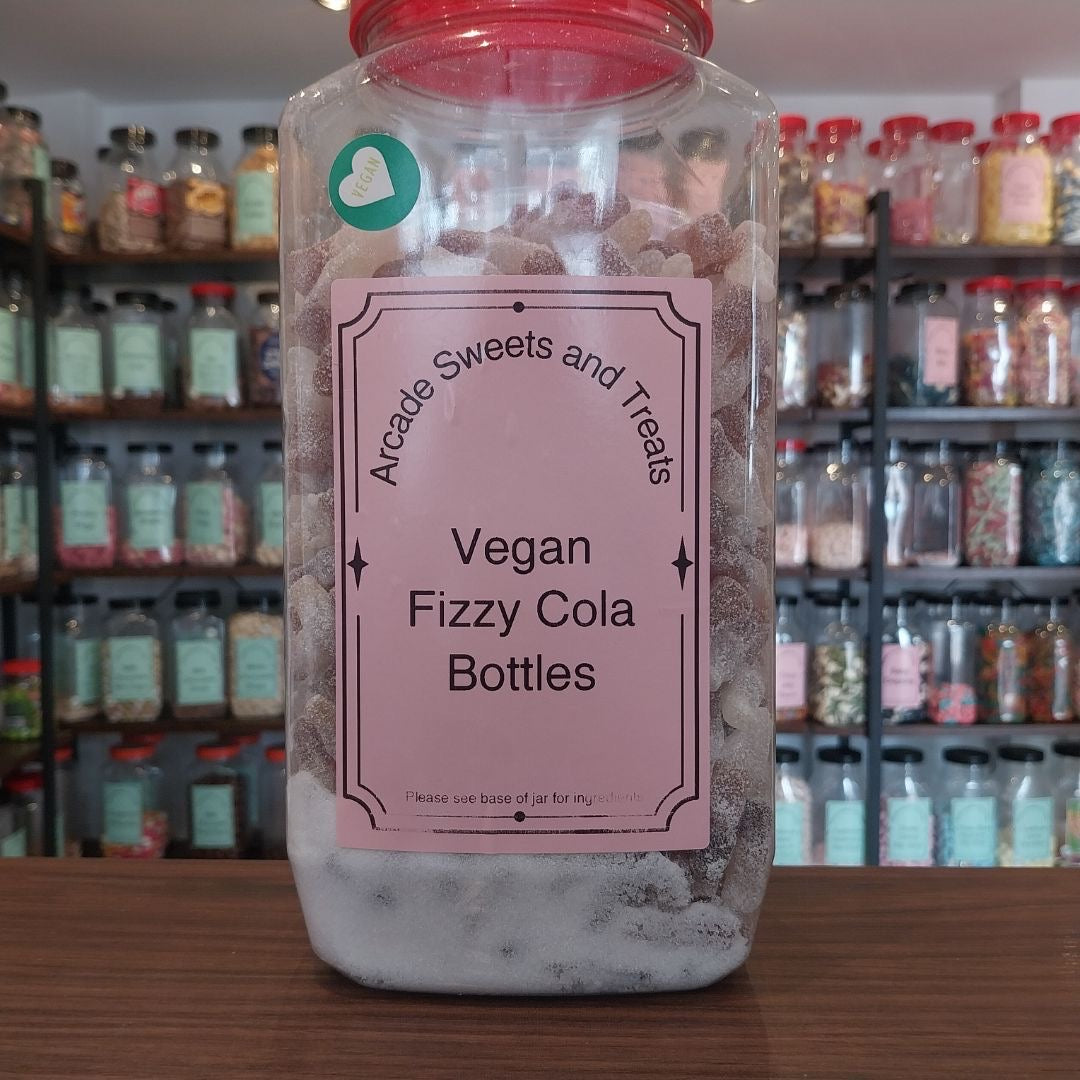 VEGAN
Arcade Sweets and Treats
Vegan
Fizzy Cola
Bottles
Please see base of jar for ingredients